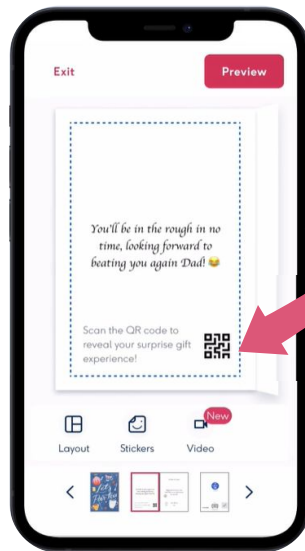 Exit
Preview
You'll be in the rough in no
time, looking forward to
beating you again Dad! 😂
Scan the QR code to
reveal your surprise gift
experience!
New
Layout
Stickers
Video